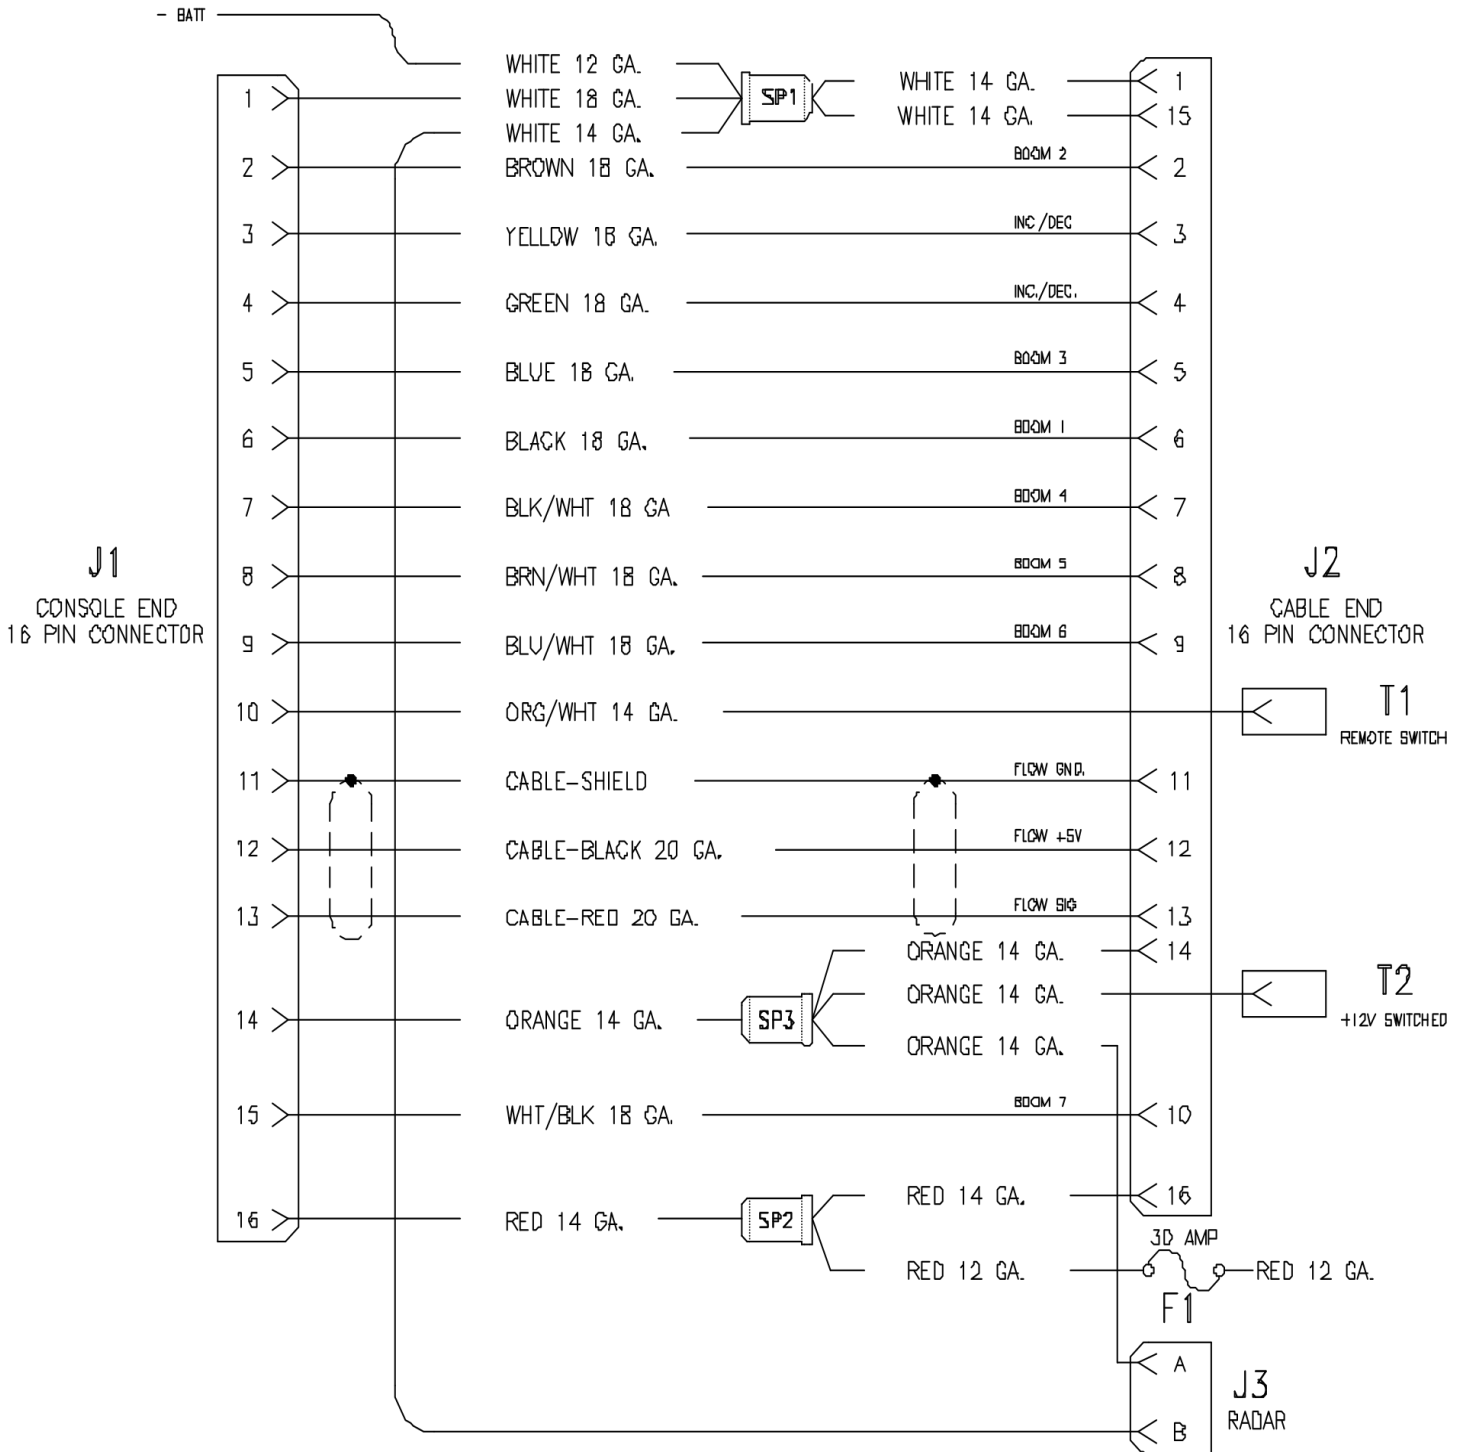 - BATT
WHITE 12 GA.
1
WHITE 18 GA.
SP1
WHITE 14 GA.
1
WHITE 14 GA.
WHITE 14 GA.
15
2
BROWN 18 GA.
BOOM 2
2
3
YELLOW 18 GA.
INC/DEC
3
4
GREEN 18 GA.
INC./DEC.
4
5
BLUE 18 GA.
BOOM 3
5
6
BLACK 18 GA.
BOOM 1
6
7
BLK/WHT 18 GA
BOOM 4
7
J1
CONSOLE END
16 PIN CONNECTOR
8
BRN/WHT 18 GA.
BOOM 5
8
J2
CABLE END
16 PIN CONNECTOR
9
BLU/WHT 18 GA.
BOOM 6
9
10
ORG/WHT 14 GA.
T1
REMOTE SWITCH
11
CABLE-SHIELD
FLOW GND.
11
12
CABLE-BLACK 20 GA.
FLOW +5V
12
13
CABLE-RED 20 GA.
FLOW SIG
13
ORANGE 14 GA.
14
ORANGE 14 GA.
T2
+12V SWITCHED
14
ORANGE 14 GA.
SP3
ORANGE 14 GA.
15
WHT/BLK 18 GA.
BOOM 7
10
16
RED 14 GA.
SP2
RED 14 GA.
16
30 AMP
RED 12 GA.
RED 12 GA.
F1
A
J3
RADAR
B